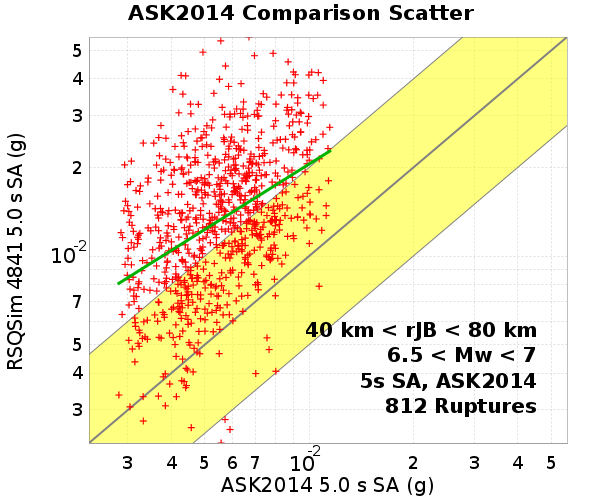 ASK2014 Comparison Scatter
RSQSim 4841 5.0 s SA (g)
5
4
3
2
10⁻²
7
5
4
3
40 km < rJB < 80 km
6.5 < Mw < 7
5s SA, ASK2014
812 Ruptures
3 4 5 6 7 10⁻² 2 3 4 5
ASK2014 5.0 s SA (g)